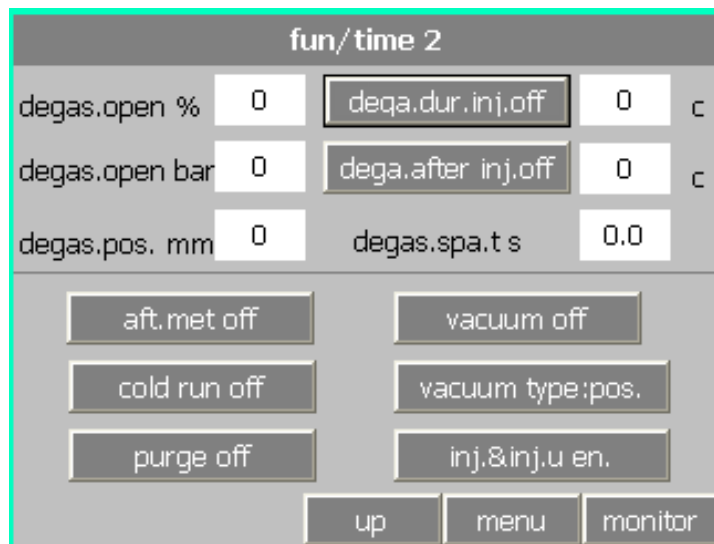 fun/time 2
degas.open % 0 dega.dur.inj.off 0 c
degas.open bar 0 dega.after inj.off 0 c
degas.pos. mm 0 degas.spa.t s 0.0
aft.met off vacuum off
cold run off vacuum type:pos.
purge off inj.&inj.u en.
up menu monitor